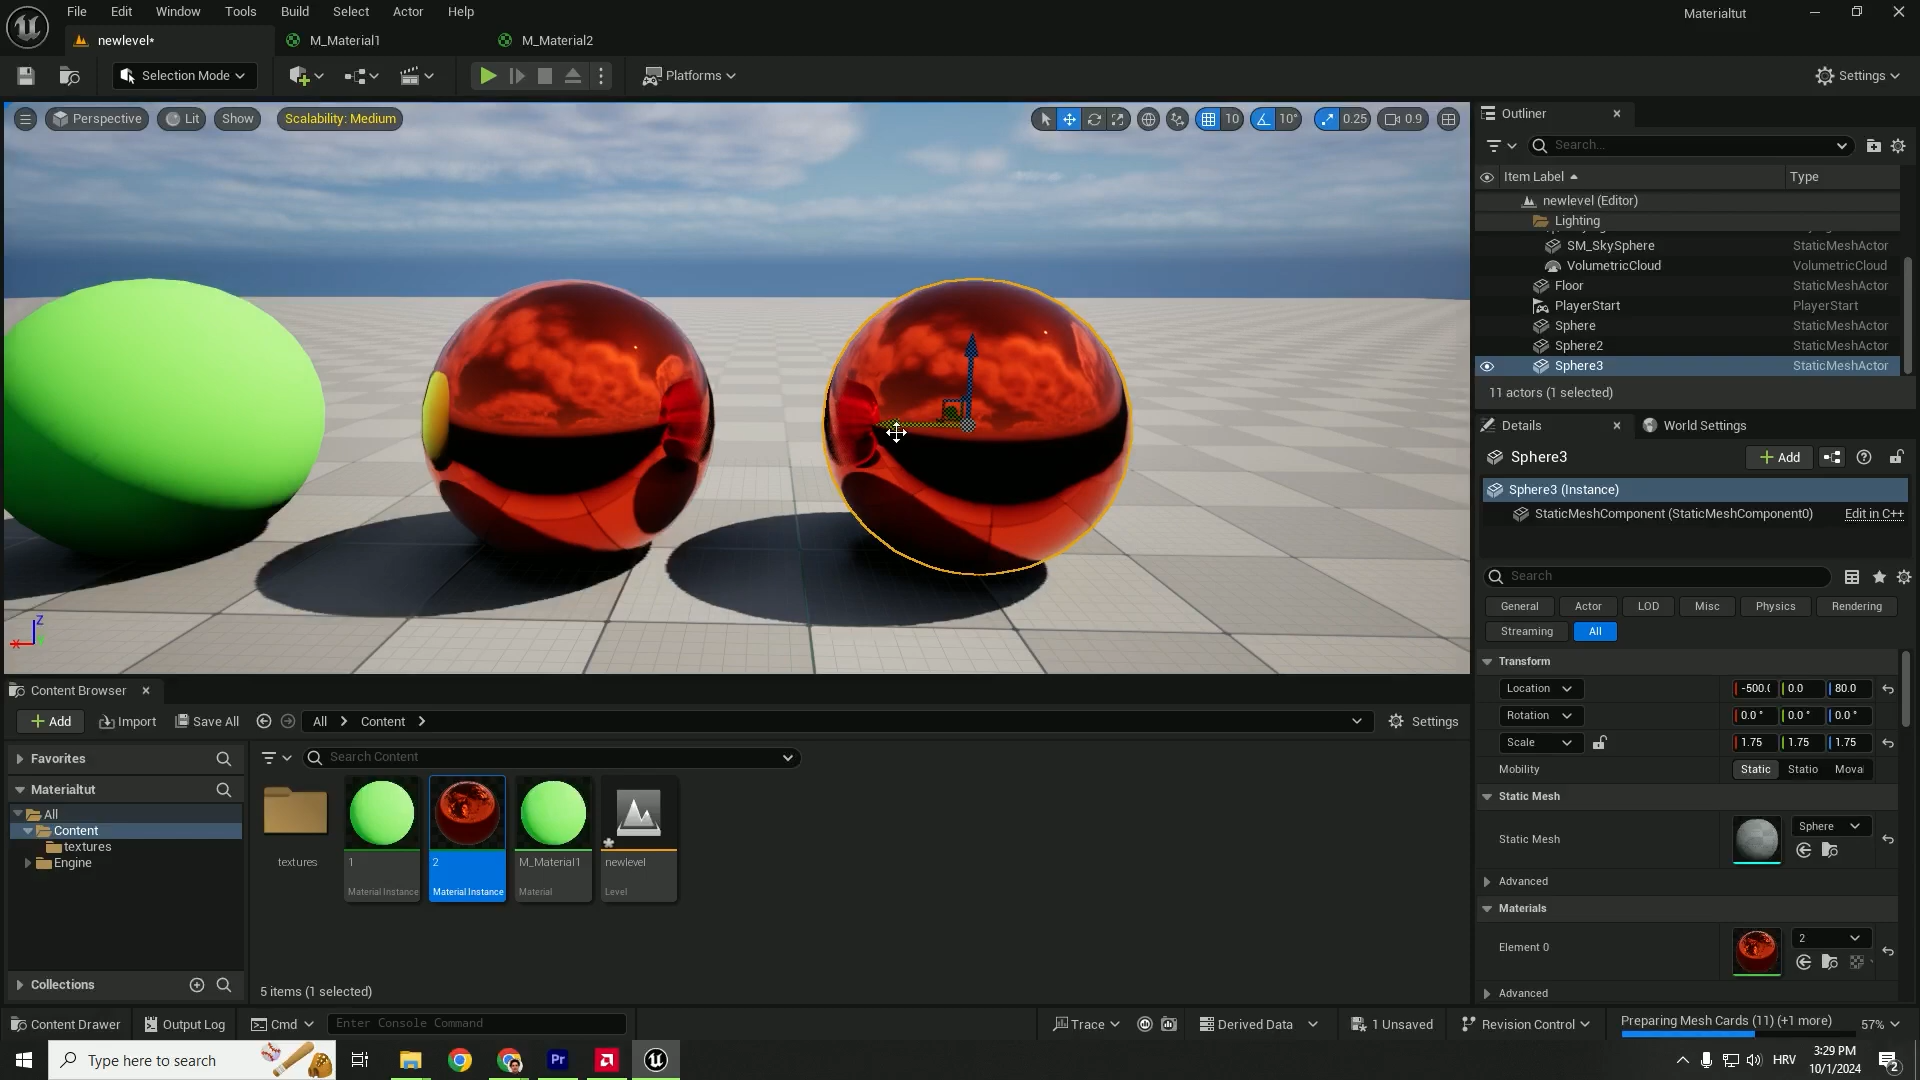 File Edit Window Tools Build Select Actor Help
Materialtut
newlevel*
M_Material1
M_Material2
Selection Mode
Platforms
Settings
Perspective
Lit
Show
Scalability: Medium
10
10°
0.25
0.9
Outliner
Search...
Item Label
Type
newlevel (Editor)
Lighting
SM_SkySphere StaticMeshActor
VolumetricCloud VolumetricCloud
Floor StaticMeshActor
PlayerStart PlayerStart
Sphere StaticMeshActor
Sphere2 StaticMeshActor
Sphere3 StaticMeshActor
11 actors (1 selected)
Details
World Settings
Sphere3
Add
Sphere3 (Instance)
StaticMeshComponent (StaticMeshComponent0)
Edit in C++
Search
General Actor LOD Misc Physics Rendering
Streaming All
Transform
Location -500.( 0.0 80.0
Rotation 0.0 ° 0.0 ° 0.0 °
Scale 1.75 1.75 1.75
Mobility Static Statio Moval
Static Mesh
Static Mesh
Sphere
Advanced
Materials
Element 0
2
Advanced
Z
X
Content Browser
Add Import Save All All Content Settings
Favorites
Materialtut
All
Content
textures
Engine
Collections
Search Content
textures
1
Material Instance
2
Material Instance
M_Material1
Material
newlevel
Level
5 items (1 selected)
Content Drawer Output Log Cmd Enter Console Command Trace Derived Data 1 Unsaved Revision Control Preparing Mesh Cards (11) (+1 more) 57%
Type here to search
Pr
HRV
3:29 PM
10/1/2024
2